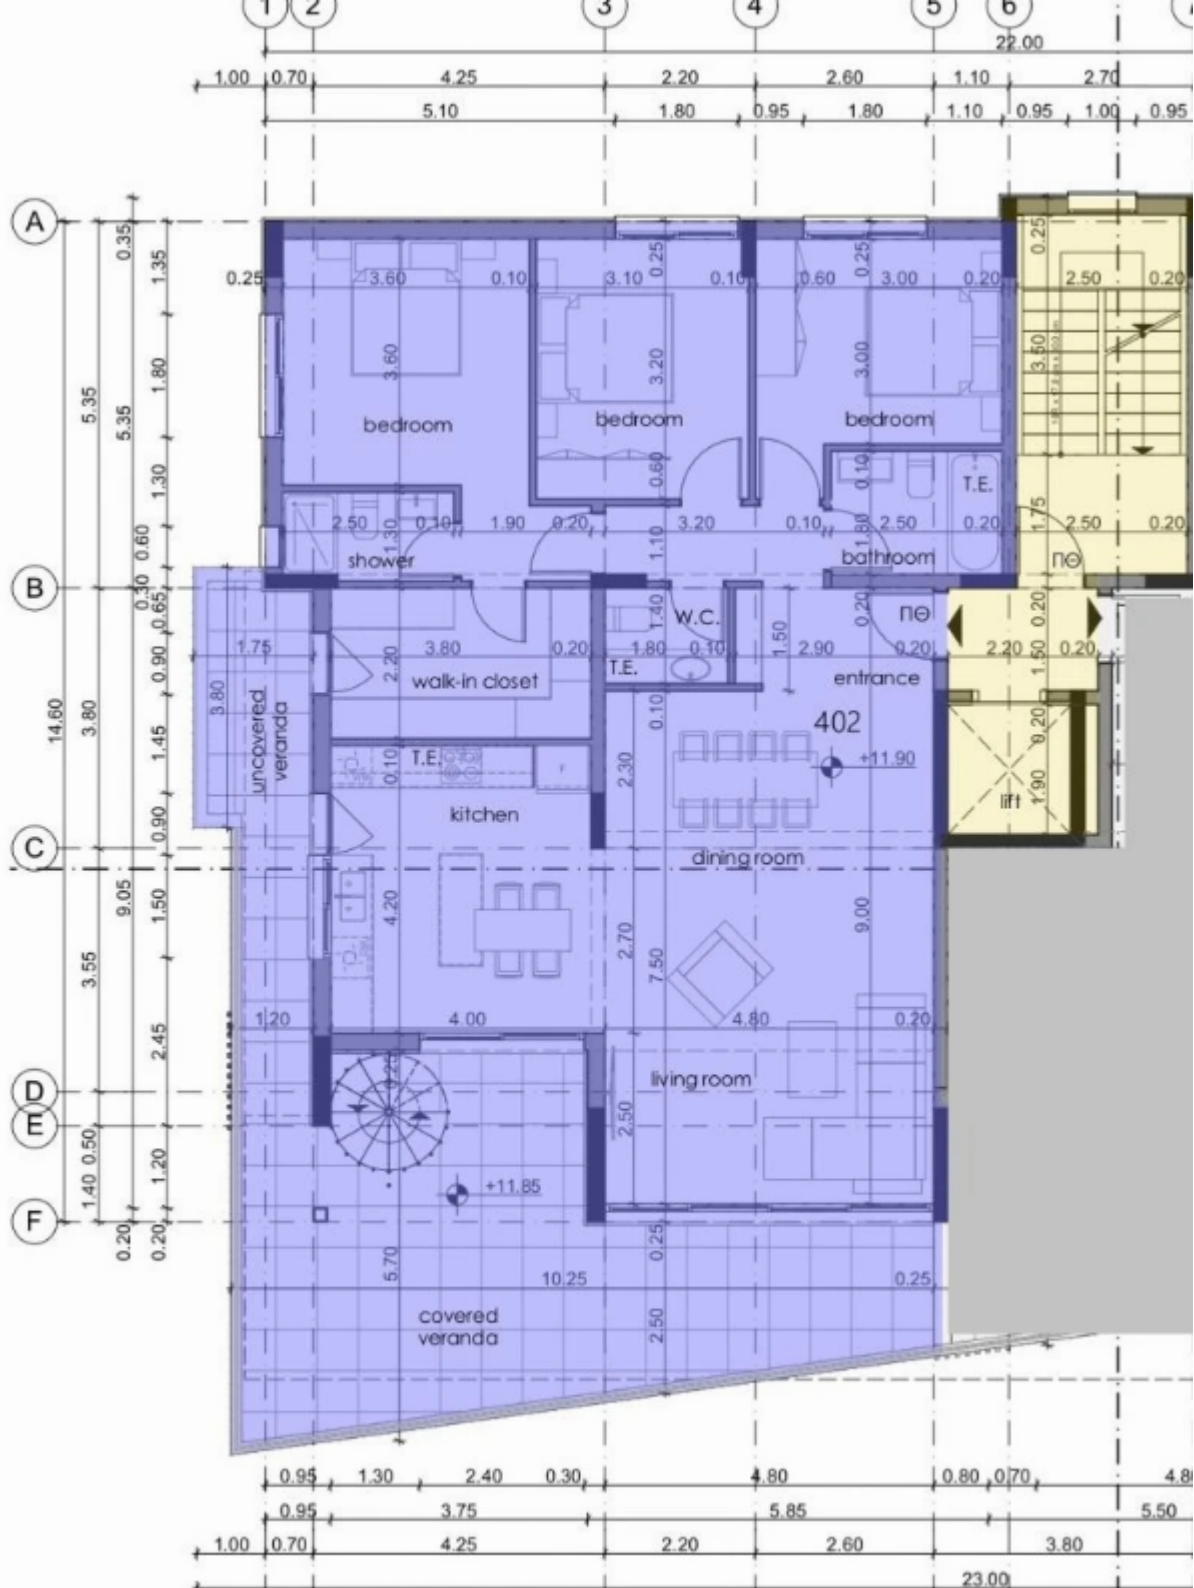 1 2 3 4 5 6
22.00
1.00 0.70 4.25 2.20 2.60 1.10 2.70
5.10 1.80 0.95 1.80 1.10 0.95 1.00 0.95
A
0.35 1.35 0.25 0.25 0.25
0.25 3.60 0.10 3.10 0.10 0.60 3.00 0.20 2.50 0.20
5.35 5.35 1.80 3.60 3.20 3.00 3.50
bedroom bedroom bedroom
1.30 0.60 0.10 T.E.
2.50 0.10 1.90 0.20 3.20 0.10 2.50 0.20 2.50 0.20
0.60 1.30 1.10 1.80 1.75
shower bathroom ΠΘ
B
0.30 0.65 1.40 W.C. 0.20 ΠΘ 0.20
1.75 3.80 0.20 1.80 0.10 1.50 2.90 0.20 2.20 1.50 0.20
0.90 2.20 T.E.
3.80 walk-in closet entrance
14.60 3.80 1.45 uncovered
veranda
0.10 402 0.20
0.10 T.E. 2.30 +11.90
F
1.90
lift
0.90 kitchen
C
dining room
9.05 1.50 4.20 9.00
3.55 2.70 7.50
2.45 1.20 4.00 4.80 0.20
D
0.25 living room
E
2.50
0.50 1.40 1.20
+11.85
F
0.20 0.20 0.25
5.70 10.25 0.25
covered
veranda
2.50
0.95 1.30 2.40 0.30 4.80 0.80 0.70
0.95 3.75 5.85 5.50
1.00 0.70 4.25 2.20 2.60 3.80
23.00